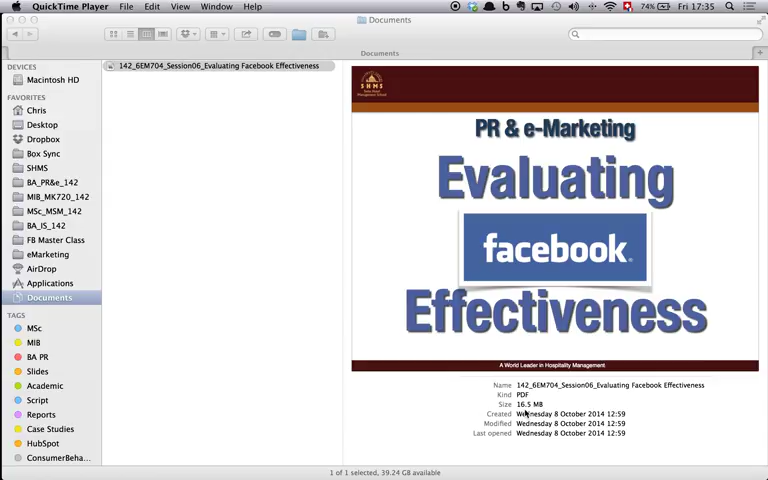 QuickTime Player File Edit View Window Help 74% Fri 17:35
Documents
Documents
DEVICES
Macintosh HD
FAVORITES
Chris
Desktop
Dropbox
Box Sync
SHMS
BA_PR&e_142
MIB_MK720_142
MSc_MSM_142
BA_IS_142
FB Master Class
eMarketing
AirDrop
Applications
Documents
TAGS
MSc
MIB
BA PR
Slides
Academic
Script
Reports
Case Studies
HubSpot
ConsumerBeha...
142_6EM704_Session06_Evaluating Facebook Effectiveness
SHMS
PR & e-Marketing
Evaluating
facebook®
Effectiveness
A World Leader in Hospitality Management
Name 142_6EM704_Session06_Evaluating Facebook Effectiveness
Kind PDF
Size 16.5 MB
Created Wednesday 8 October 2014 12:59
Modified Wednesday 8 October 2014 12:59
Last opened Wednesday 8 October 2014 12:59
1 of 1 selected, 39.24 GB available